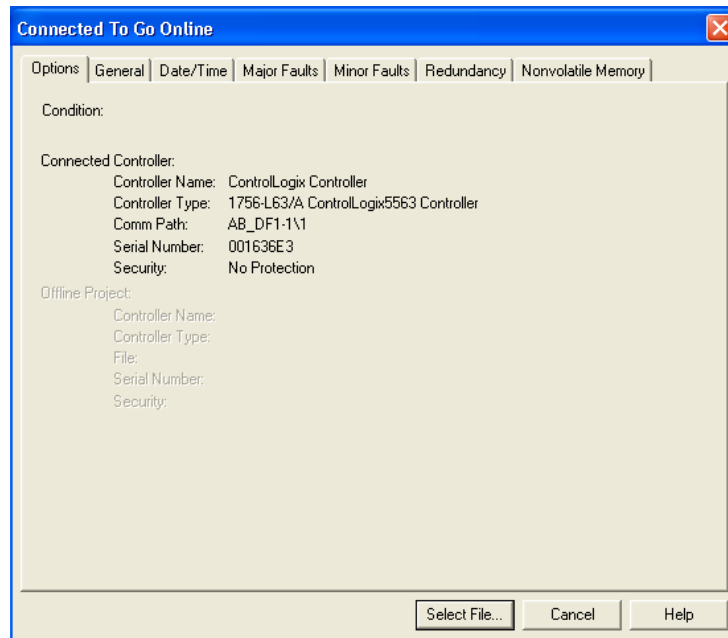 Connected To Go Online
Options General Date/Time Major Faults Minor Faults Redundancy Nonvolatile Memory
Condition:
Connected Controller:
Controller Name: ControlLogix Controller
Controller Type: 1756-L63/A ControlLogix5563 Controller
Comm Path: AB_DF1-1\1
Serial Number: 001636E3
Security: No Protection
Offline Project:
Controller Name:
Controller Type:
File:
Serial Number:
Security:
Select File... Cancel Help